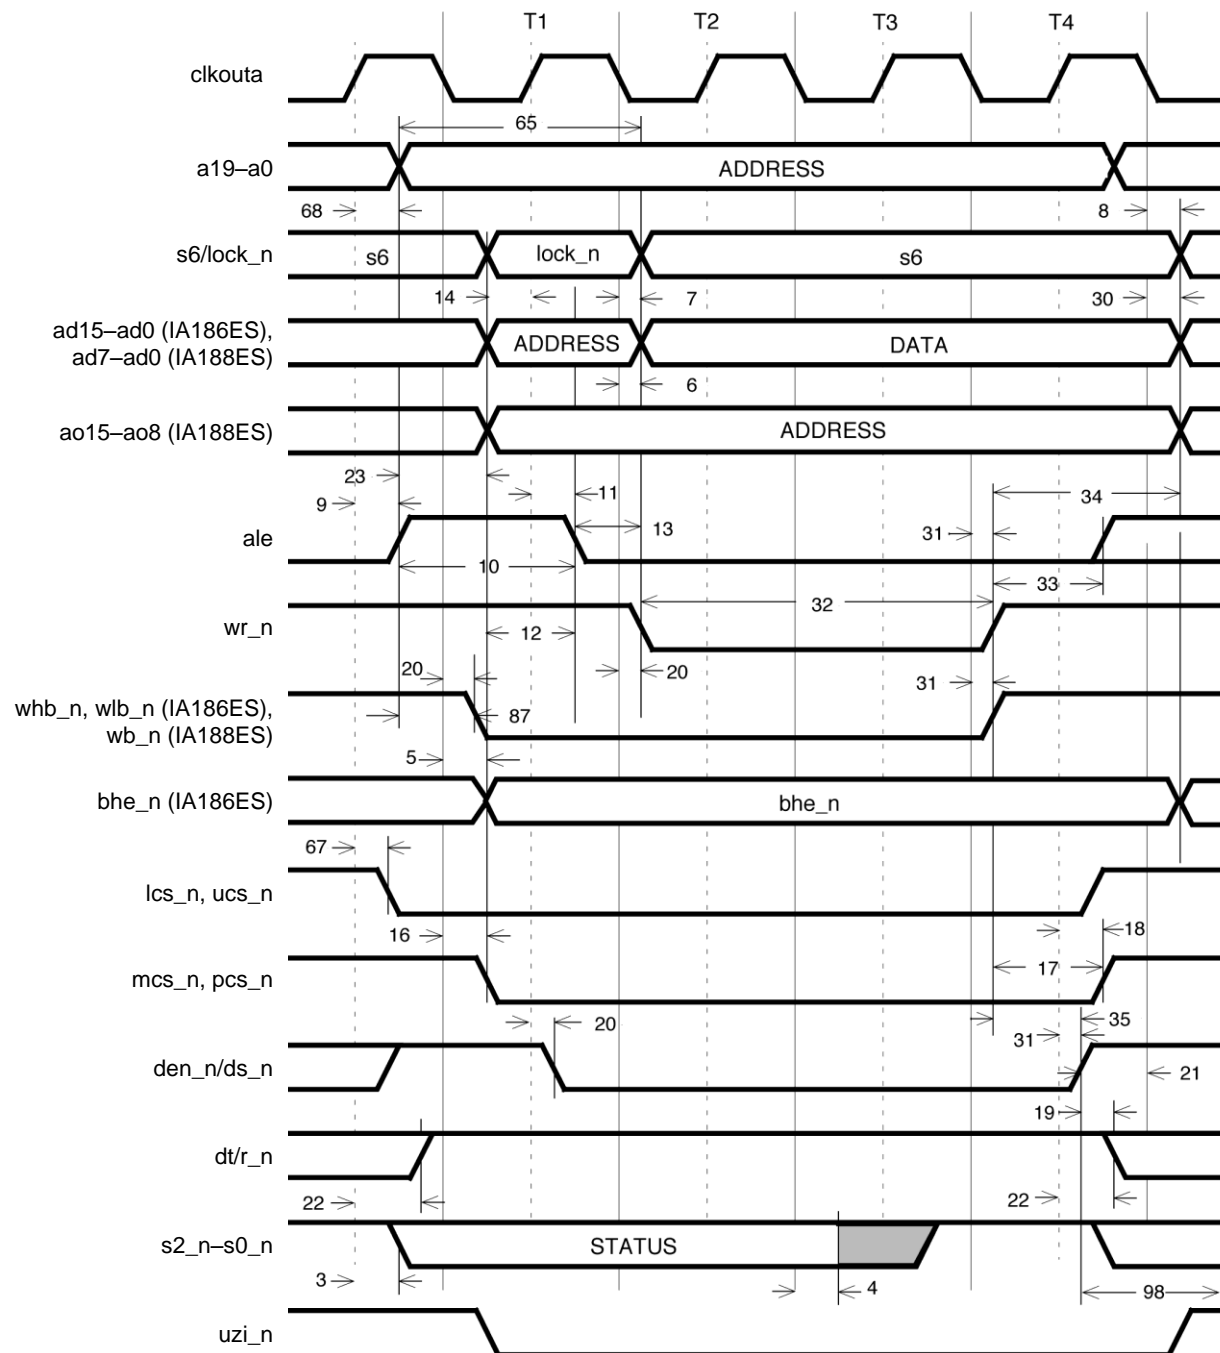 T1 T2 T3 T4
clkouta
65
a19–a0 ADDRESS
68 8
s6/lock_n s6 lock_n s6
14 7 30
ad15–ad0 (IA186ES),
ad7–ad0 (IA188ES) ADDRESS DATA
6
ao15–ao8 (IA188ES) ADDRESS
23
9 11 34
ale 13 31
10 33
32
wr_n 12
20 20 31
whb_n, wlb_n (IA186ES),
wb_n (IA188ES) 87
5
bhe_n (IA186ES) bhe_n
67
lcs_n, ucs_n
16 18
mcs_n, pcs_n 17
20 35
31
den_n/ds_n 21
19
dt/r_n
22 22
s2_n–s0_n STATUS
3 4 98
uzi_n